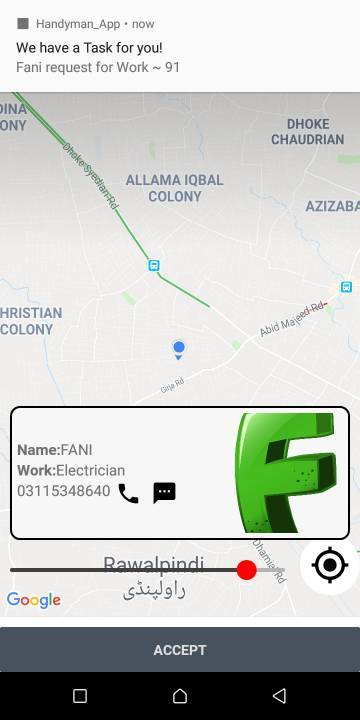 Handyman_App • now
We have a Task for you!
Fani request for Work ~ 91
DINA
ONY
DHOKE
CHAUDRIAN
Dhoke Syedian Rd
ALLAMA IQBAL
COLONY
AZIZABA
HRISTIAN
COLONY
Abid Majeed Rd
Girja Rd
Name:FANI
Work:Electrician
03115348640
F
Rawalpindi
راولپنڈی
Dhamial Rd
Google
ACCEPT